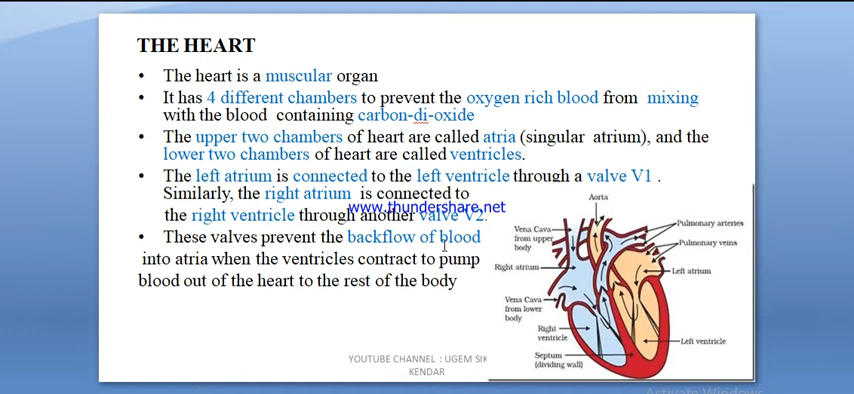 THE HEART
• The heart is a muscular organ
• It has 4 different chambers to prevent the oxygen rich blood from mixing
with the blood containing carbon-di-oxide
• The upper two chambers of heart are called atria (singular atrium), and the
lower two chambers of heart are called ventricles.
• The left atrium is connected to the left ventricle through a valve V1 .
Similarly, the right atrium is connected to
www.thundershare.net
the right ventricle through another valve V2.
• These valves prevent the backflow of blood
into atria when the ventricles contract to pump
blood out of the heart to the rest of the body
Aorta
Vena Cava
from upper
body
Pulmonary arteries
Pulmonary veins
Right atrium
Left atrium
Vena Cava
from lower
body
Right
ventricle
Left ventricle
Septum
(dividing wall)
YOUTUBE CHANNEL : UGEM SIK
KENDAR
Activate Windows